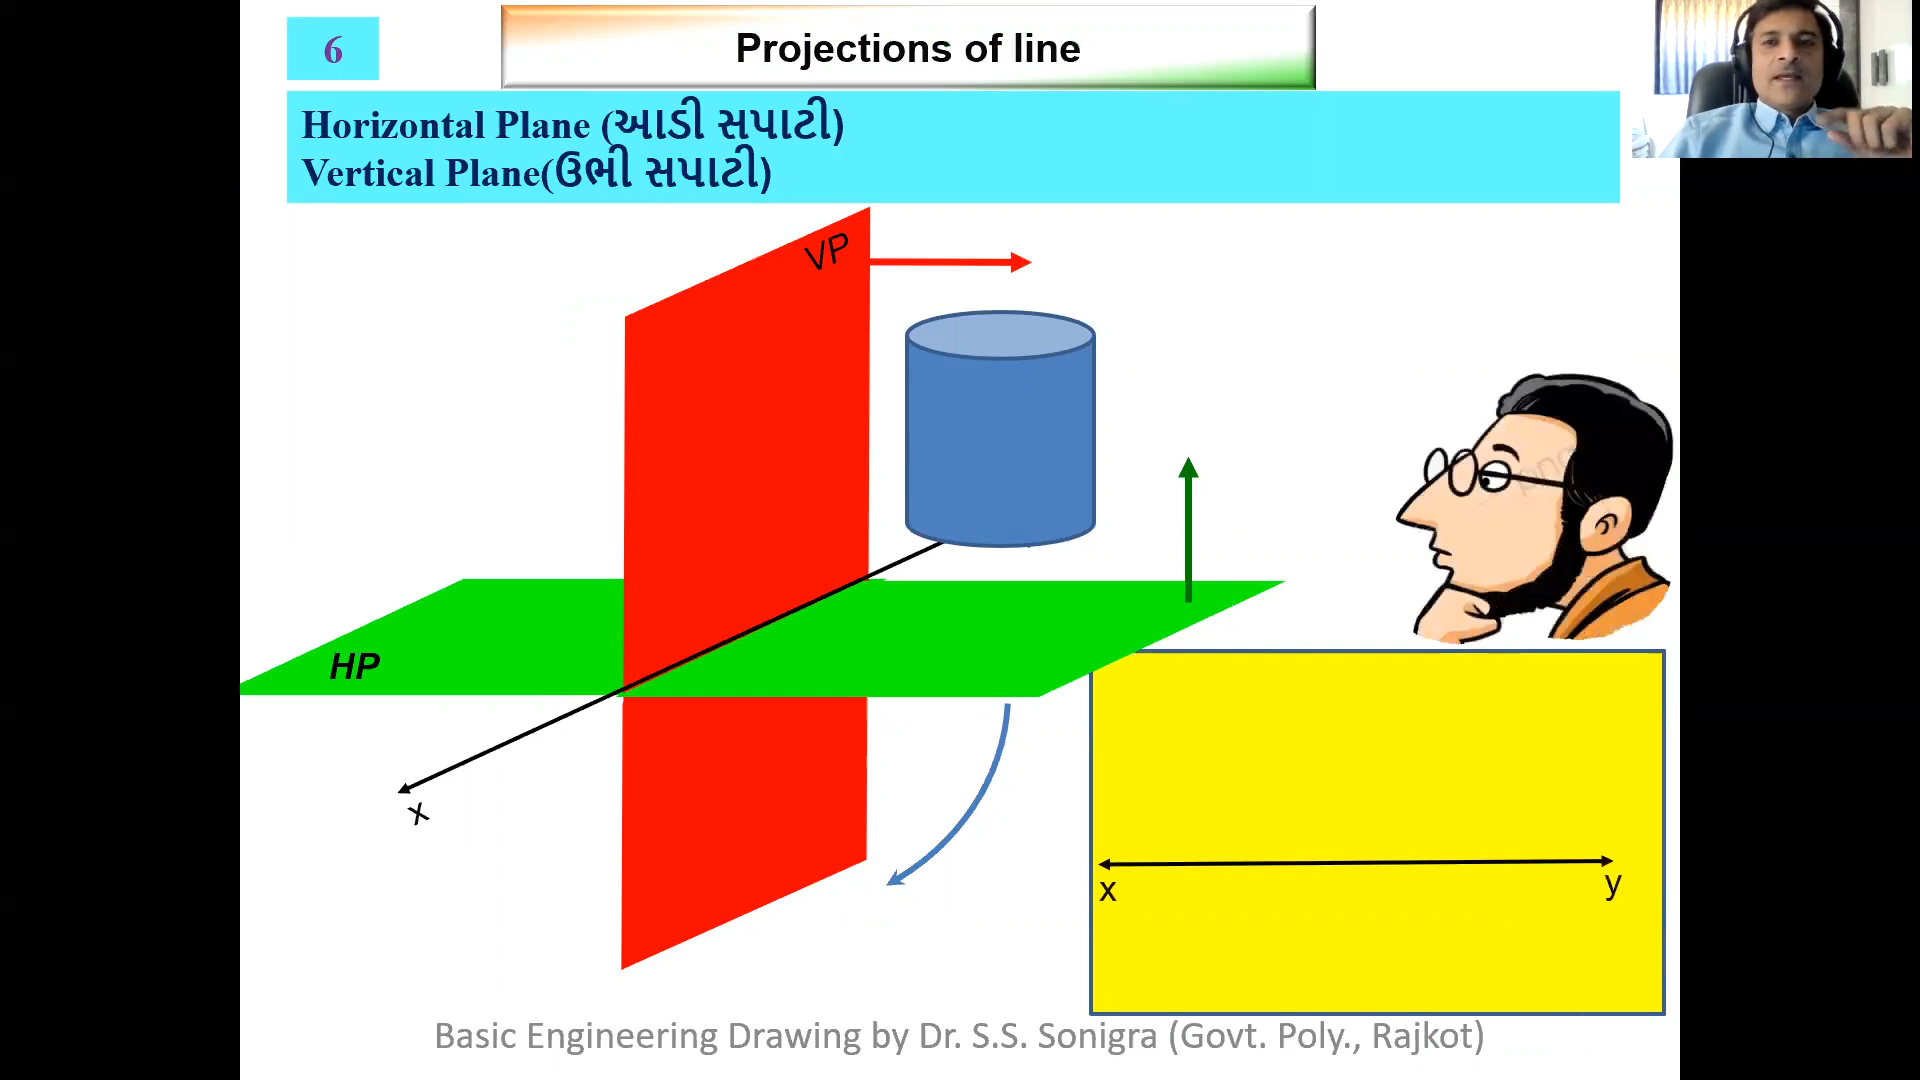 6
Projections of line
Horizontal Plane (આડી સપાટી)
Vertical Plane(ઉભી સપાટી)
VP
HP
x
x
y
Basic Engineering Drawing by Dr. S.S. Sonigra (Govt. Poly., Rajkot)